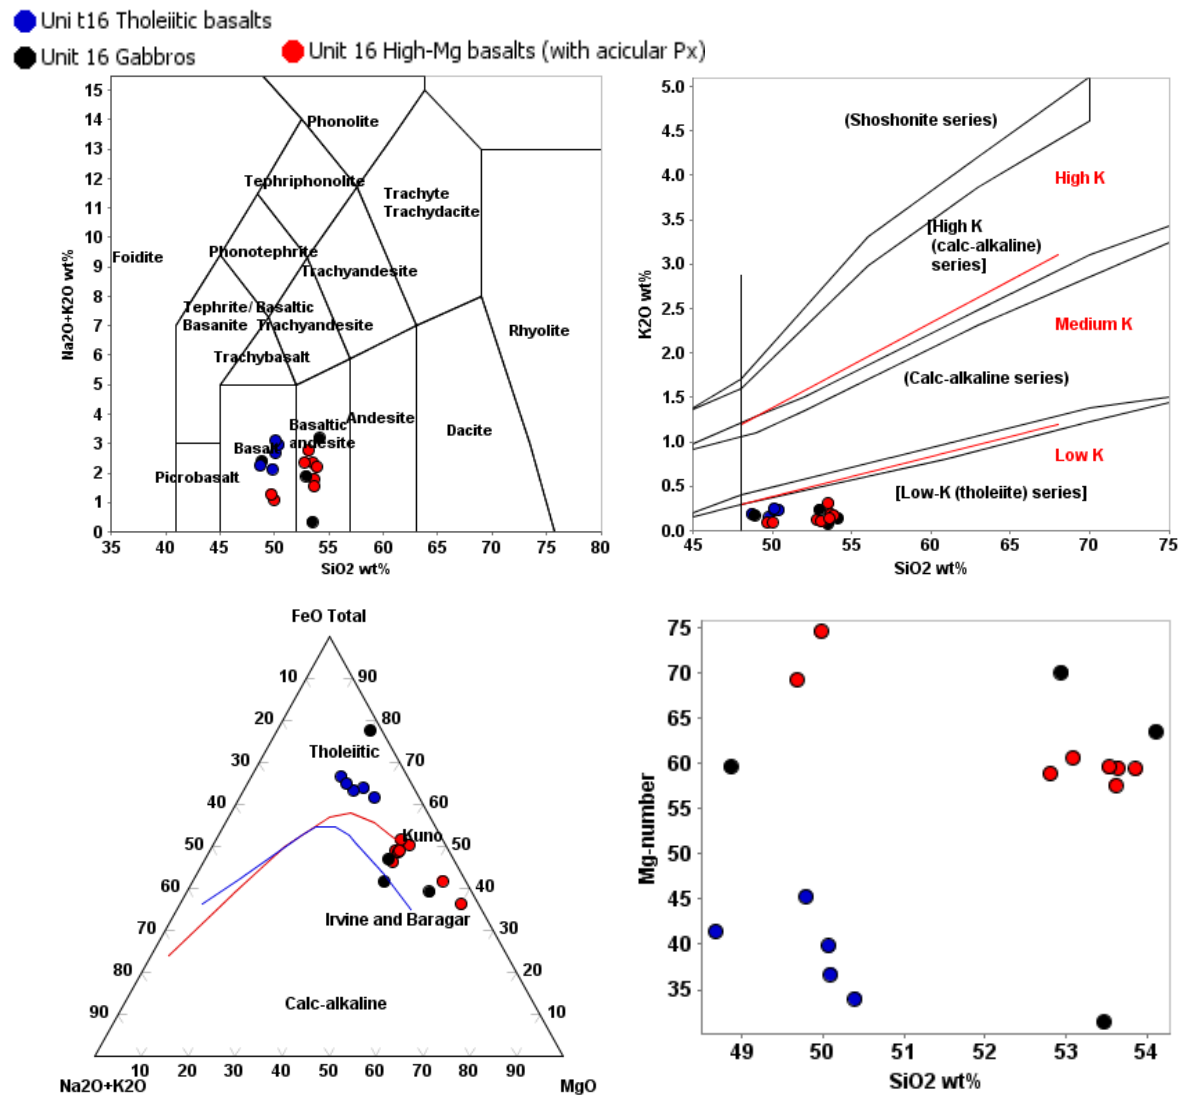 Uni t16 Tholeiitic basalts
Unit 16 Gabbros
Unit 16 High-Mg basalts (with acicular Px)
15
14
13
12
11
10
9
8
7
6
5
4
3
2
1
0
Na2O+K2O wt%
35
40
45
50
55
60
65
70
75
80
SiO2 wt%
Phonolite
Tephriphonolite
Trachyte
Trachydacite
Foidite
Phonotephrite
Trachyandesite
Tephrite/ Basaltic
Basanite Trachyandesite
Rhyolite
Trachybasalt
Basaltic
andesite
Andesite
Dacite
Basalt
Picrobasalt
5.0
4.5
4.0
3.5
3.0
2.5
2.0
1.5
1.0
0.5
0.0
K2O wt%
45
50
55
60
65
70
75
SiO2 wt%
(Shoshonite series)
High K
[High K
(calc-alkaline)
series]
Medium K
(Calc-alkaline series)
Low K
[Low-K (tholeiite) series]
FeO Total
10
20
30
40
50
60
70
80
90
90
80
70
60
50
40
30
20
10
Tholeiitic
Kuno
Irvine and Baragar
Calc-alkaline
10
20
30
40
50
60
70
80
90
Na2O+K2O
MgO
75
70
65
60
55
50
45
40
35
Mg-number
49
50
51
52
53
54
SiO2 wt%